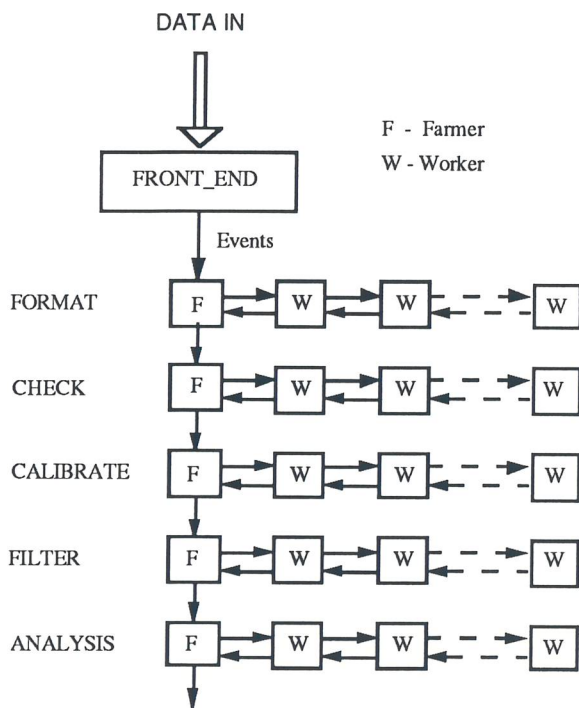 DATA IN
F - Farmer
W - Worker
FRONT_END
Events
FORMAT F W W W
CHECK F W W W
CALIBRATE F W W W
FILTER F W W W
ANALYSIS F W W W